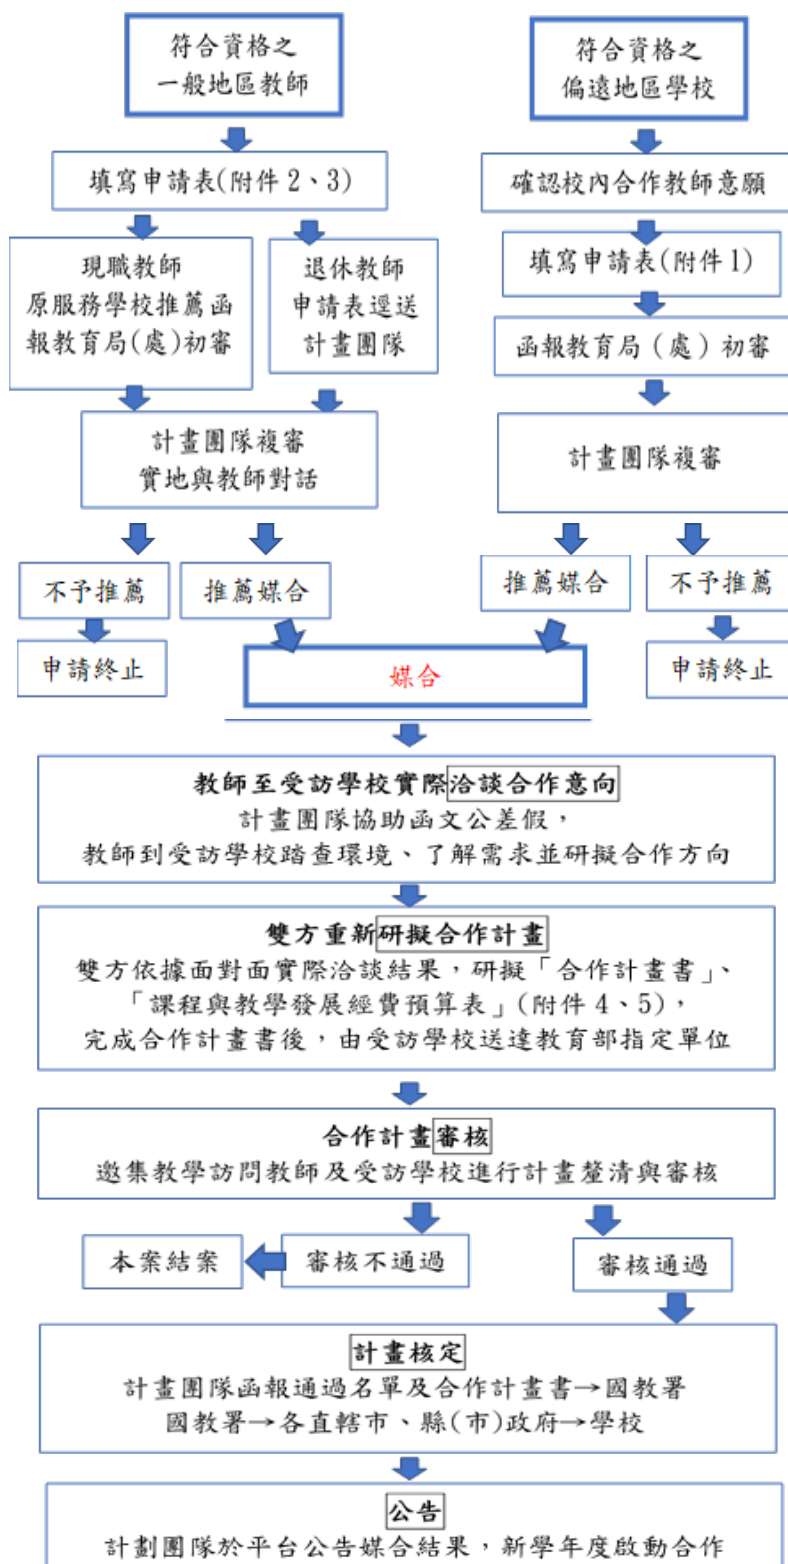 符合資格之
一般地區教師
填寫申請表(附件2、3)
現職教師
原服務學校推薦函
報教育局(處)初審
退休教師
申請表逕送
計畫團隊
計畫團隊複審
實地與教師對話
不予推薦
推薦媒合
申請終止
符合資格之
偏遠地區學校
確認校內合作教師意願
填寫申請表(附件1)
函報教育局(處)初審
計畫團隊複審
推薦媒合
不予推薦
申請終止
媒合
教師至受訪學校實際洽談合作意向
計畫團隊協助函文公差假，
教師到受訪學校踏查環境、了解需求並研擬合作方向
雙方重新研擬合作計畫
雙方依據面對面實際洽談結果，研擬「合作計畫書」、
「課程與教學發展經費預算表」(附件4、5)，
完成合作計畫書後，由受訪學校送達教育部指定單位
合作計畫審核
邀集教學訪問教師及受訪學校進行計畫釐清與審核
本案結案
審核不通過
審核通過
計畫核定
計畫團隊函報通過名單及合作計畫書→國教署
國教署→各直轄市、縣(市)政府→學校
公告
計劃團隊於平台公告媒合結果，新學年度啟動合作